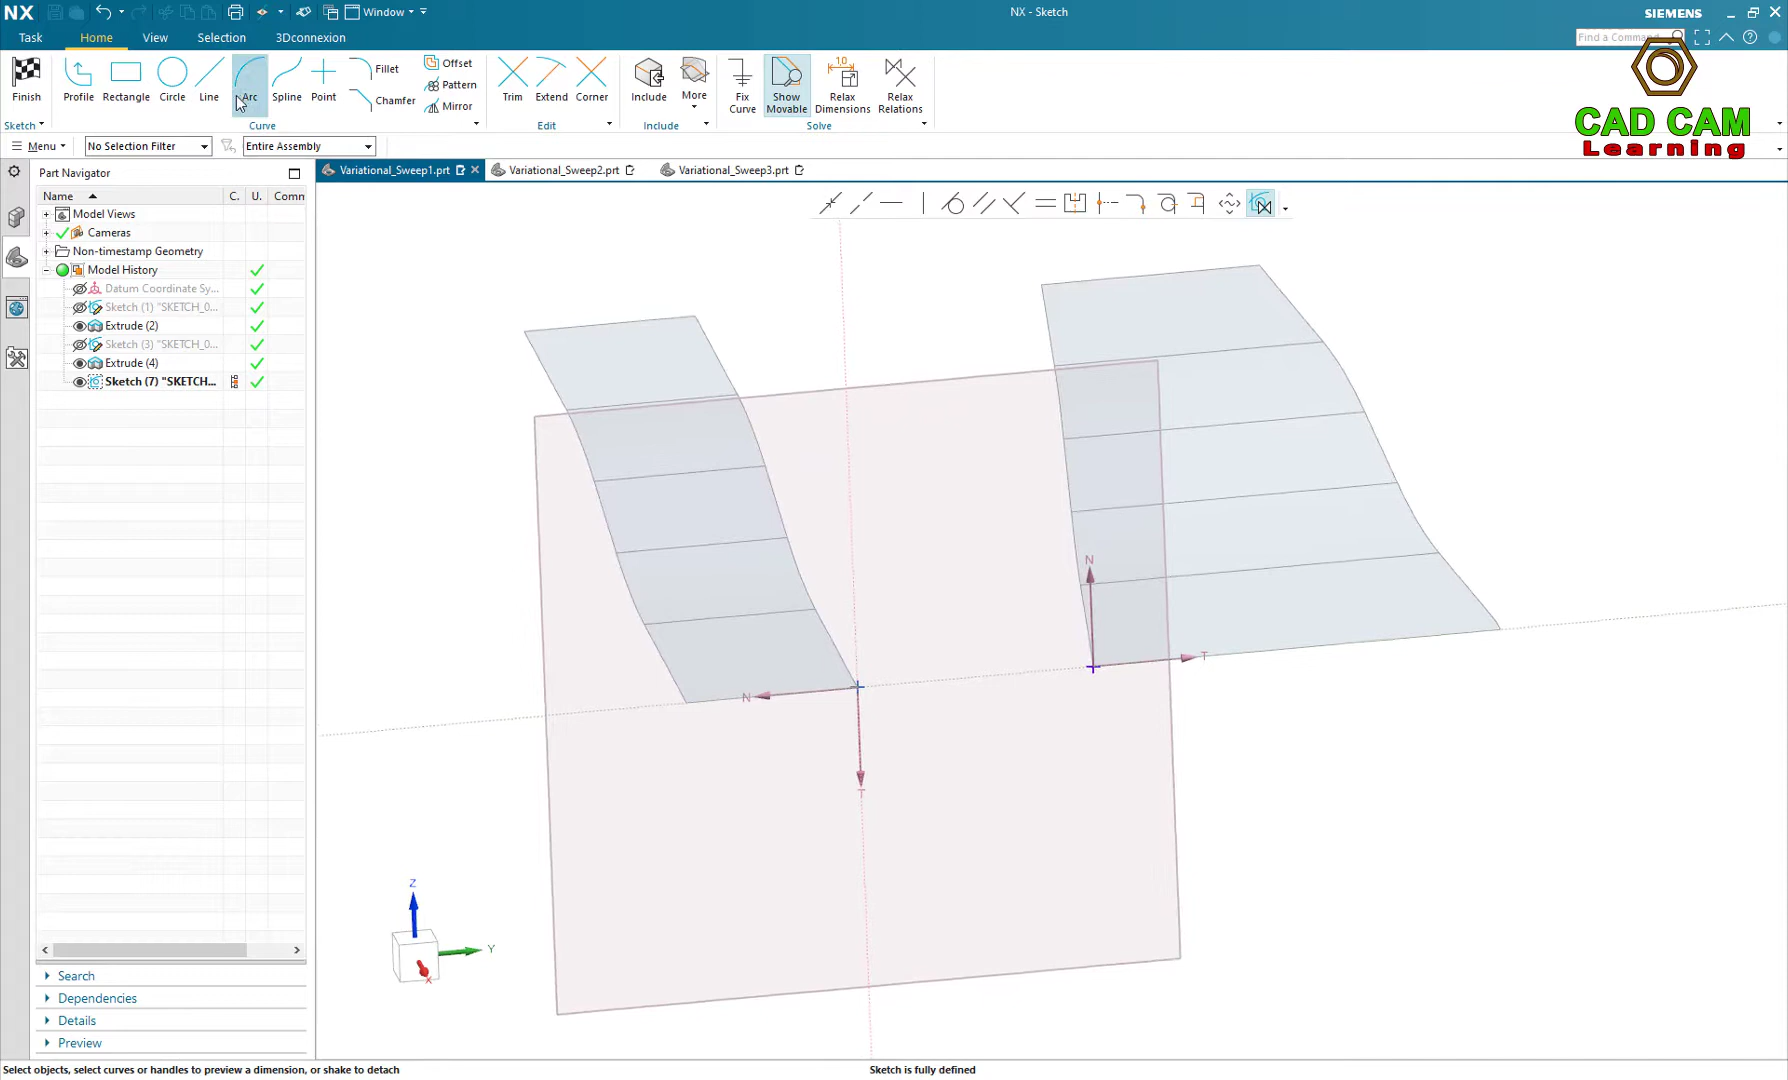 NX
Window
NX - Sketch
SIEMENS
Task
Home
View
Selection
3Dconnexion
Find a Command
Finish
Profile
Rectangle
Circle
Line
Arc
Spline
Point
Fillet
Chamfer
Offset
Pattern
Mirror
Trim
Extend
Corner
Include
More
Fix
Curve
Show
Movable
1,0
Relax
Dimensions
Relax
Relations
Sketch
Curve
Edit
Include
Solve
CAD CAM
Learning
Menu
No Selection Filter
Entire Assembly
Part Navigator
Variational_Sweep1.prt
Variational_Sweep2.prt
Variational_Sweep3.prt
Name
C.
U.
Comm
Model Views
Cameras
Non-timestamp Geometry
Model History
Datum Coordinate Sy...
Sketch (1) "SKETCH_0...
Extrude (2)
Sketch (3) "SKETCH_0...
Extrude (4)
Sketch (7) "SKETCH...
N
T
N
T
Z
Y
X
Search
Dependencies
Details
Preview
Select objects, select curves or handles to preview a dimension, or shake to detach
Sketch is fully defined